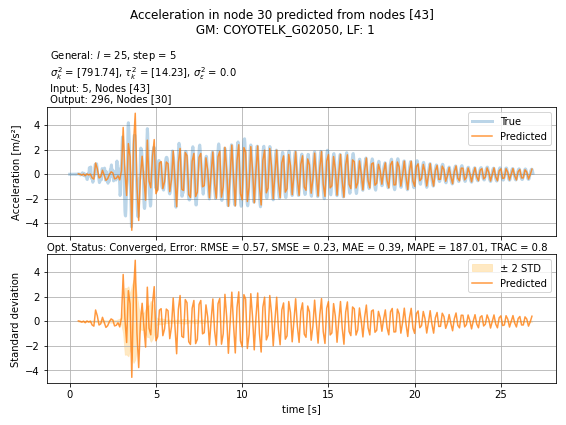 Acceleration in node 30 predicted from nodes [43]
GM: COYOTELK_G02050, LF: 1
General: l = 25, step = 5
σ²ₖ = [791.74], τ²ₖ = [14.23], σ²ε = 0.0
Input: 5, Nodes [43]
Output: 296, Nodes [30]
Acceleration [m/s²]
4
2
0
−2
−4
True
Predicted
Opt. Status: Converged, Error: RMSE = 0.57, SMSE = 0.23, MAE = 0.39, MAPE = 187.01, TRAC = 0.8
Standard deviation
4
2
0
−2
−4
± 2 STD
Predicted
0
5
10
15
20
25
time [s]